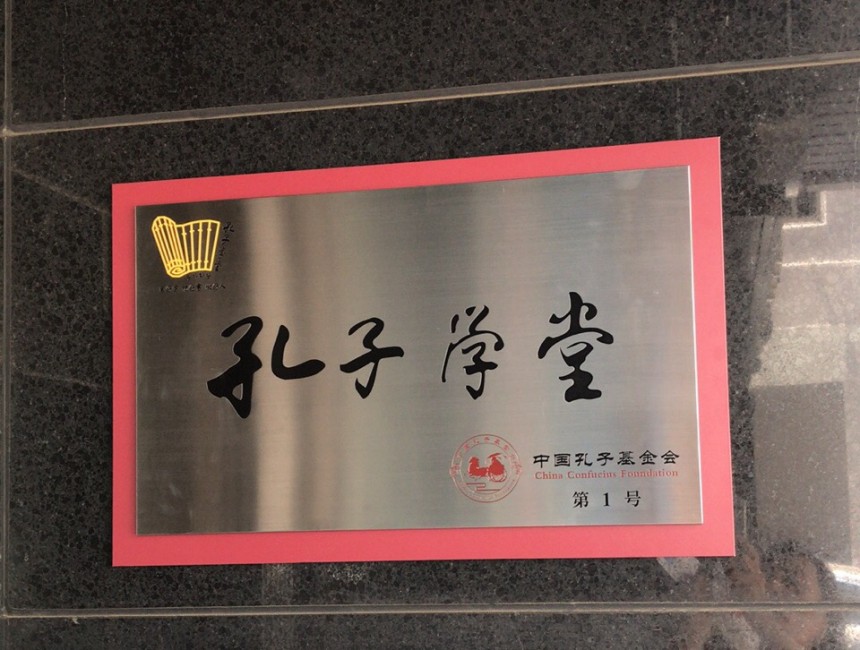 孔子学堂
中国孔子基金会
China Confucius Foundation
第 1 号